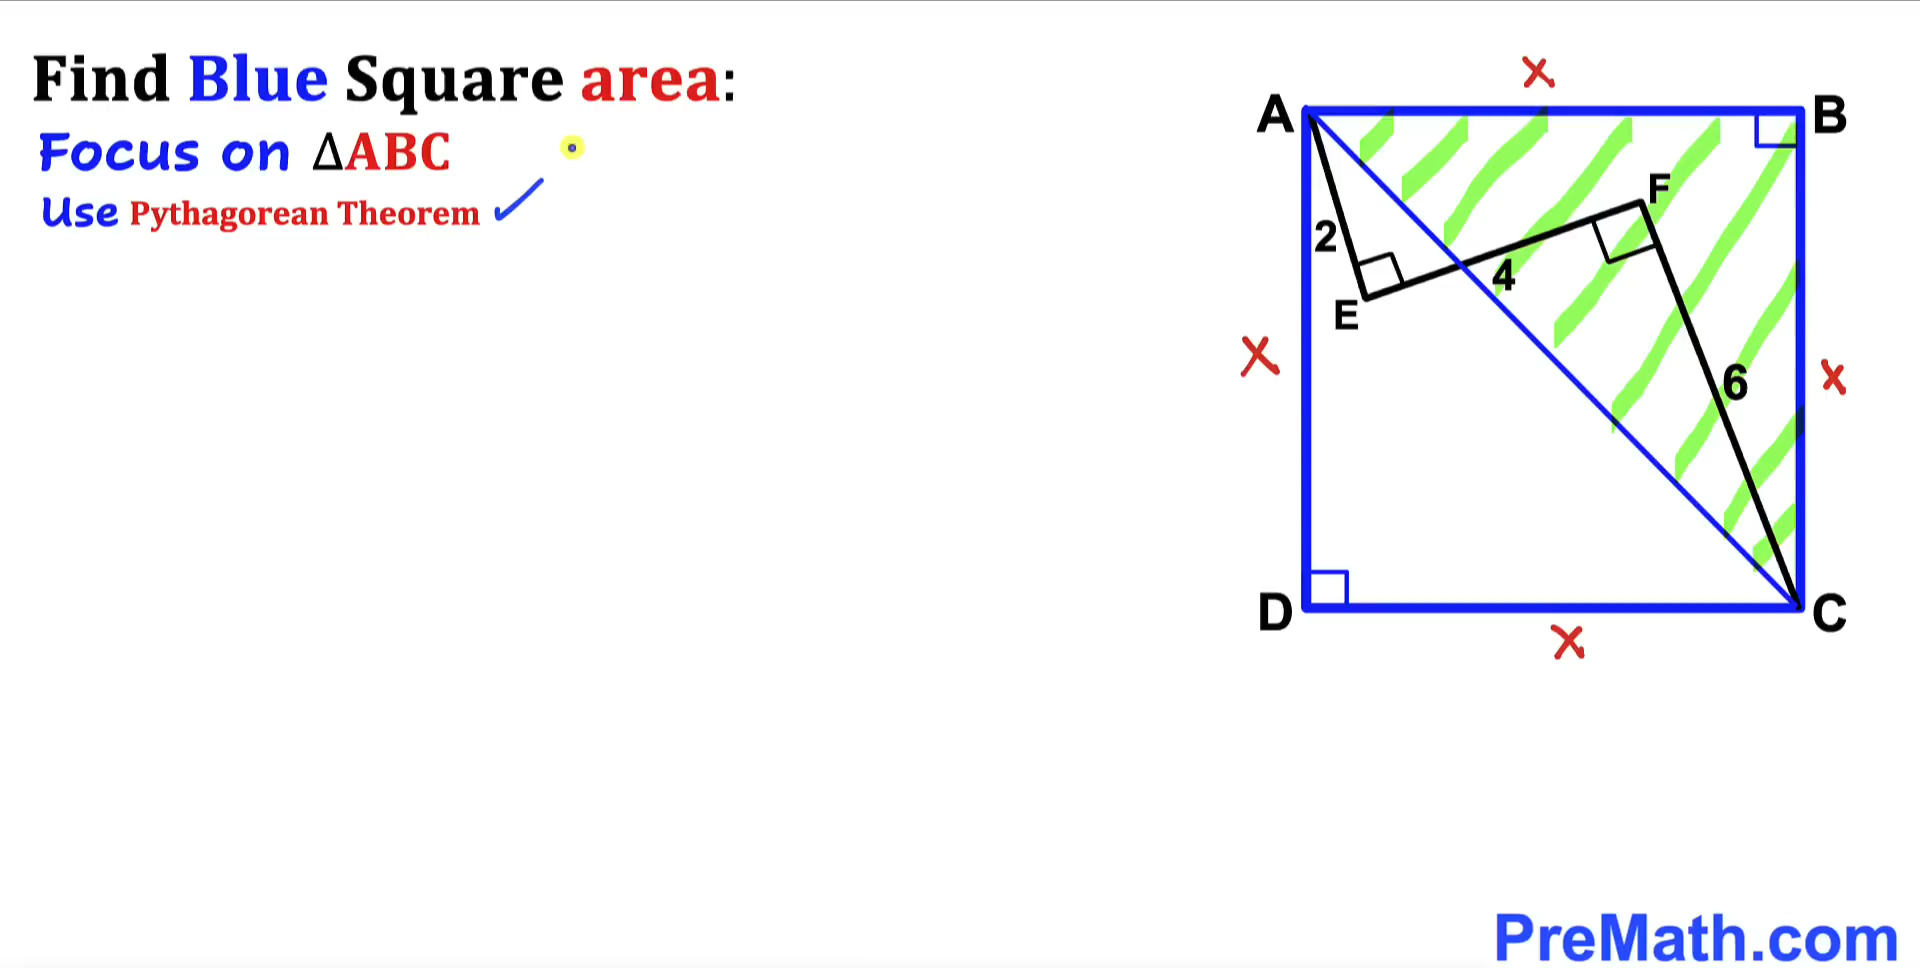 Find Blue Square area:
Focus on ΔABC
Use Pythagorean Theorem
x
A
B
F
2
4
E
x
6
x
D
C
x
PreMath.com